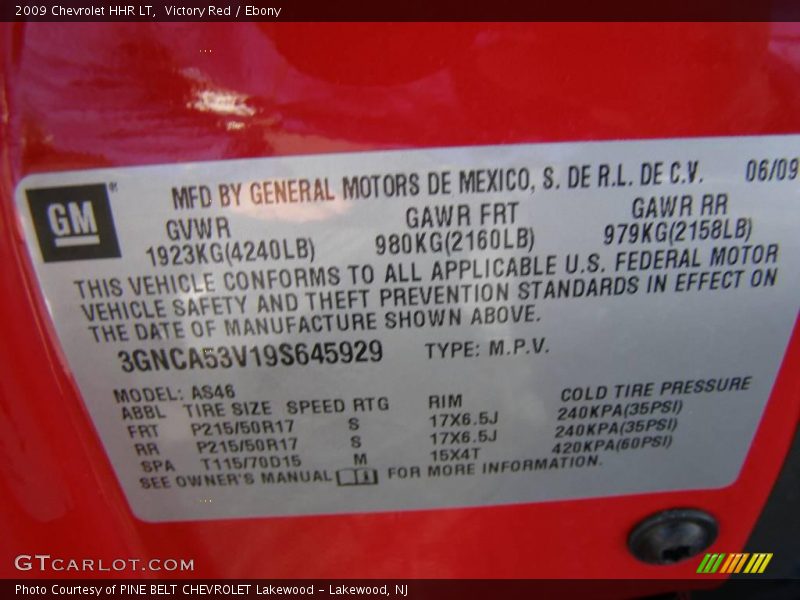 2009 Chevrolet HHR LT, Victory Red / Ebony
GM
MFD BY GENERAL MOTORS DE MEXICO, S. DE R.L. DE C.V. 06/09
GVWR GAWR FRT GAWR RR
1923KG(4240LB) 980KG(2160LB) 979KG(2158LB)
THIS VEHICLE CONFORMS TO ALL APPLICABLE U.S. FEDERAL MOTOR
VEHICLE SAFETY AND THEFT PREVENTION STANDARDS IN EFFECT ON
THE DATE OF MANUFACTURE SHOWN ABOVE.
3GNCA53V19S645929 TYPE: M.P.V.
MODEL: AS46
ABBL TIRE SIZE SPEED RTG RIM COLD TIRE PRESSURE
FRT P215/50R17 S 17X6.5J 240KPA(35PSI)
RR P215/50R17 S 17X6.5J 240KPA(35PSI)
SPA T115/70D15 M 15X4T 420KPA(60PSI)
SEE OWNER'S MANUAL FOR MORE INFORMATION.
GTCARLOT.COM
Photo Courtesy of PINE BELT CHEVROLET Lakewood - Lakewood, NJ